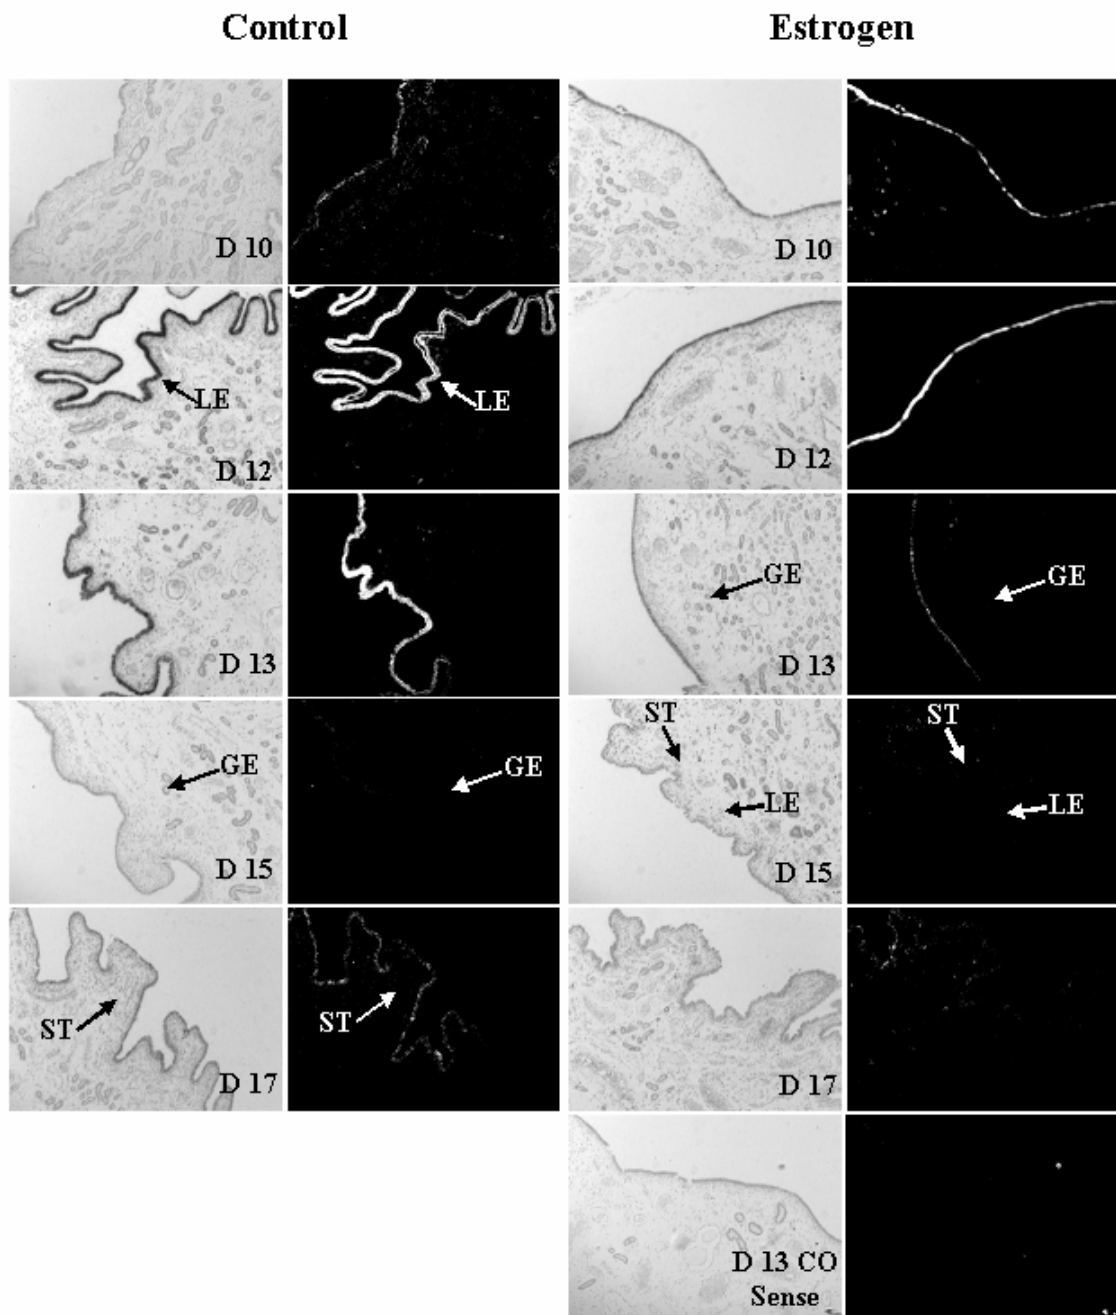 Control Estrogen
D 10 D 10
LE LE
D 12 D 12
GE GE
D 13 D 13
ST ST
GE GE LE LE
D 15 D 15
ST ST
D 17 D 17
D 13 CO
Sense